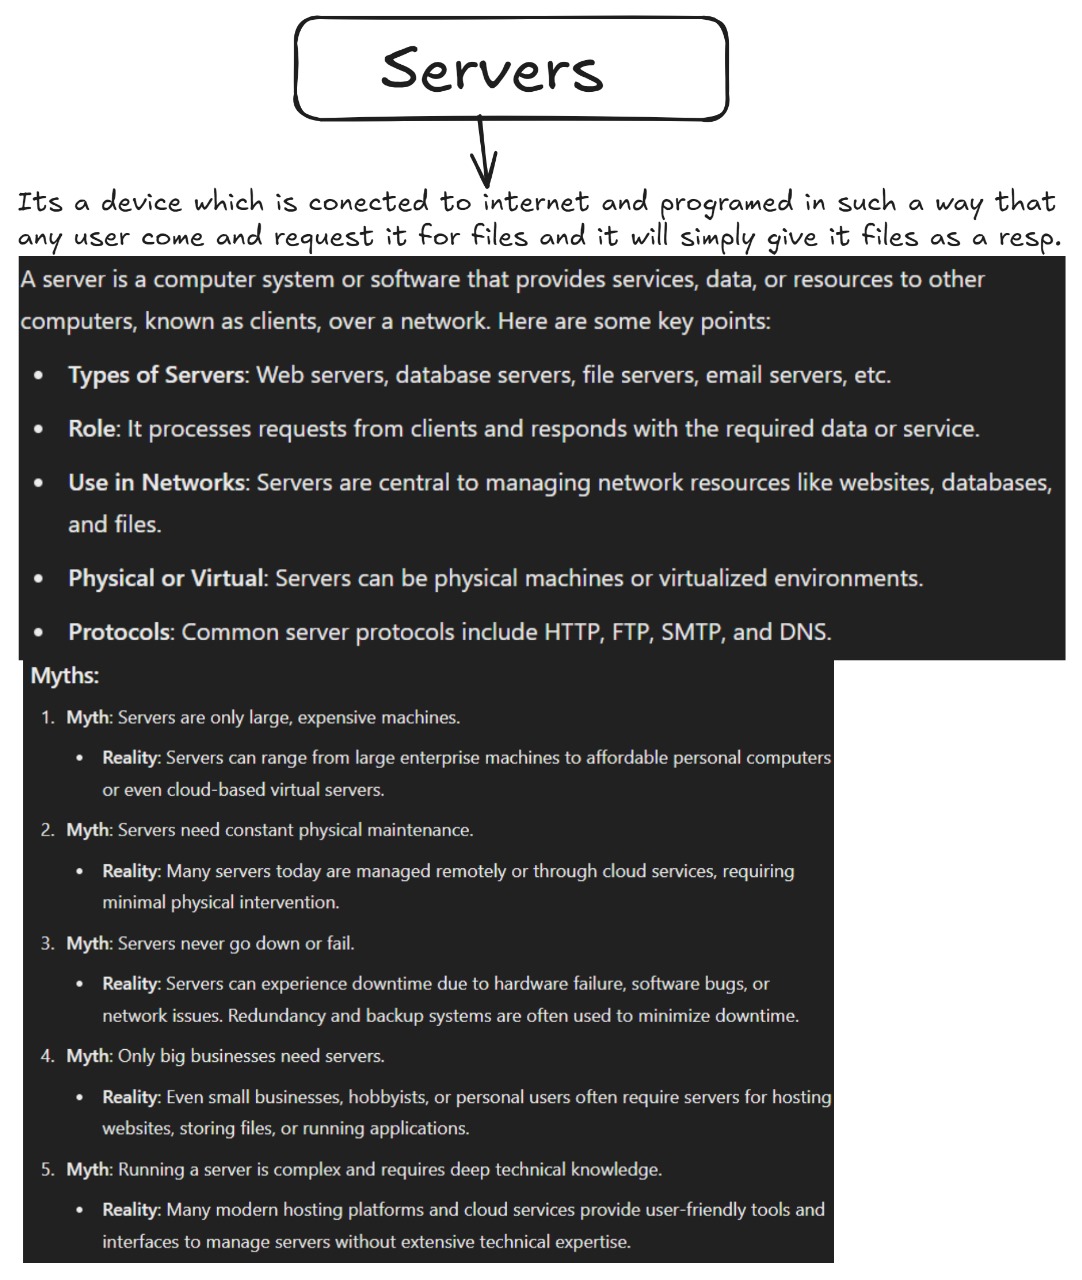 Servers
Its a device which is conected to internet and programed in such a way that
any user come and request it for files and it will simply give it files as a resp.
A server is a computer system or software that provides services, data, or resources to other
computers, known as clients, over a network. Here are some key points:
• Types of Servers: Web servers, database servers, file servers, email servers, etc.
• Role: It processes requests from clients and responds with the required data or service.
• Use in Networks: Servers are central to managing network resources like websites, databases,
and files.
• Physical or Virtual: Servers can be physical machines or virtualized environments.
• Protocols: Common server protocols include HTTP, FTP, SMTP, and DNS.
Myths:
1. Myth: Servers are only large, expensive machines.
• Reality: Servers can range from large enterprise machines to affordable personal computers
or even cloud-based virtual servers.
2. Myth: Servers need constant physical maintenance.
• Reality: Many servers today are managed remotely or through cloud services, requiring
minimal physical intervention.
3. Myth: Servers never go down or fail.
• Reality: Servers can experience downtime due to hardware failure, software bugs, or
network issues. Redundancy and backup systems are often used to minimize downtime.
4. Myth: Only big businesses need servers.
• Reality: Even small businesses, hobbyists, or personal users often require servers for hosting
websites, storing files, or running applications.
5. Myth: Running a server is complex and requires deep technical knowledge.
• Reality: Many modern hosting platforms and cloud services provide user-friendly tools and
interfaces to manage servers without extensive technical expertise.